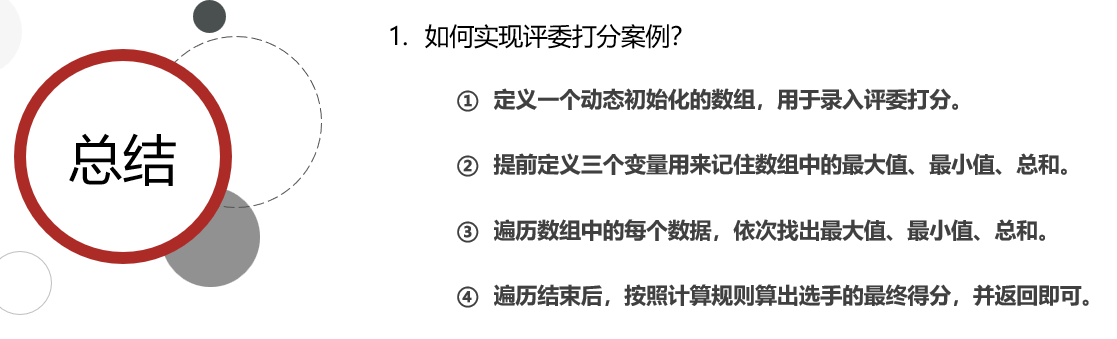 总结
1. 如何实现评委打分案例?
① 定义一个动态初始化的数组，用于录入评委打分。
② 提前定义三个变量用来记住数组中的最大值、最小值、总和。
③ 遍历数组中的每个数据，依次找出最大值、最小值、总和。
④ 遍历结束后，按照计算规则算出选手的最终得分，并返回即可。